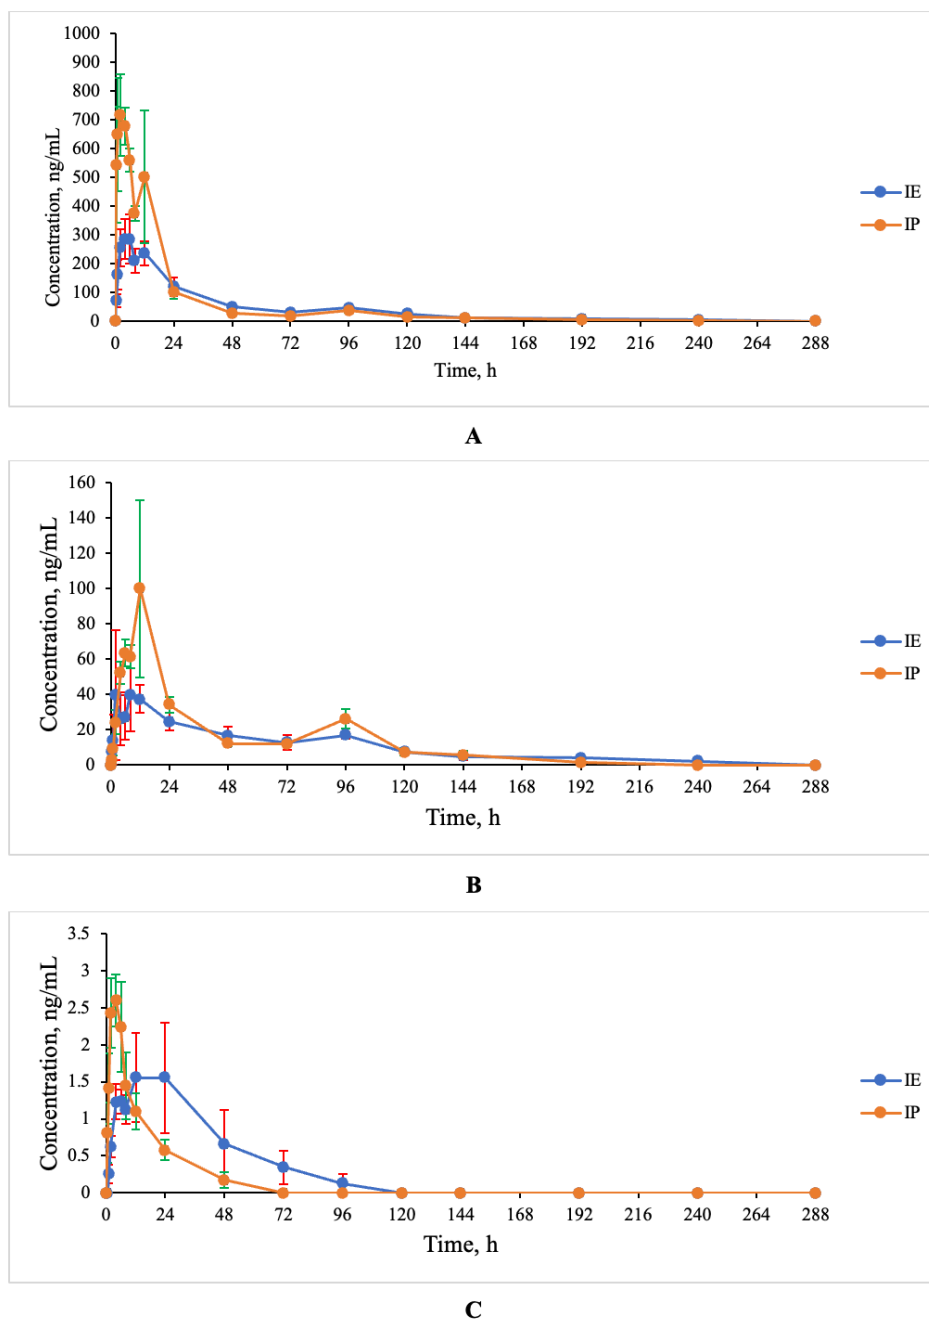 Concentration, ng/mL
1000
900
800
700
600
500
400
300
200
100
0
0 24 48 72 96 120 144 168 192 216 240 264 288
Time, h
IE
IP
A
Concentration, ng/mL
160
140
120
100
80
60
40
20
0
0 24 48 72 96 120 144 168 192 216 240 264 288
Time, h
IE
IP
B
Concentration, ng/mL
3.5
3
2.5
2
1.5
1
0.5
0
0 24 48 72 96 120 144 168 192 216 240 264 288
Time, h
IE
IP
C